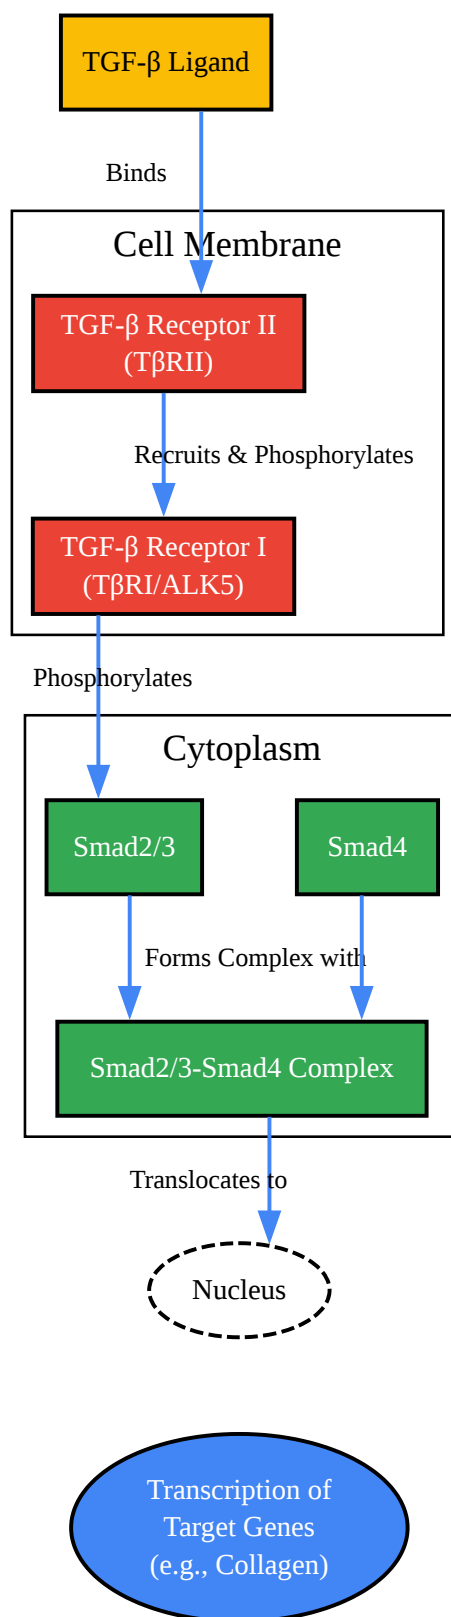 TGF-β Ligand
Binds
Cell Membrane
TGF-β Receptor II
(TβRII)
Recruits & Phosphorylates
TGF-β Receptor I
(TβRI/ALK5)
Phosphorylates
Cytoplasm
Smad2/3
Smad4
Forms Complex with
Smad2/3-Smad4 Complex
Translocates to
Nucleus
Transcription of
Target Genes
(e.g., Collagen)